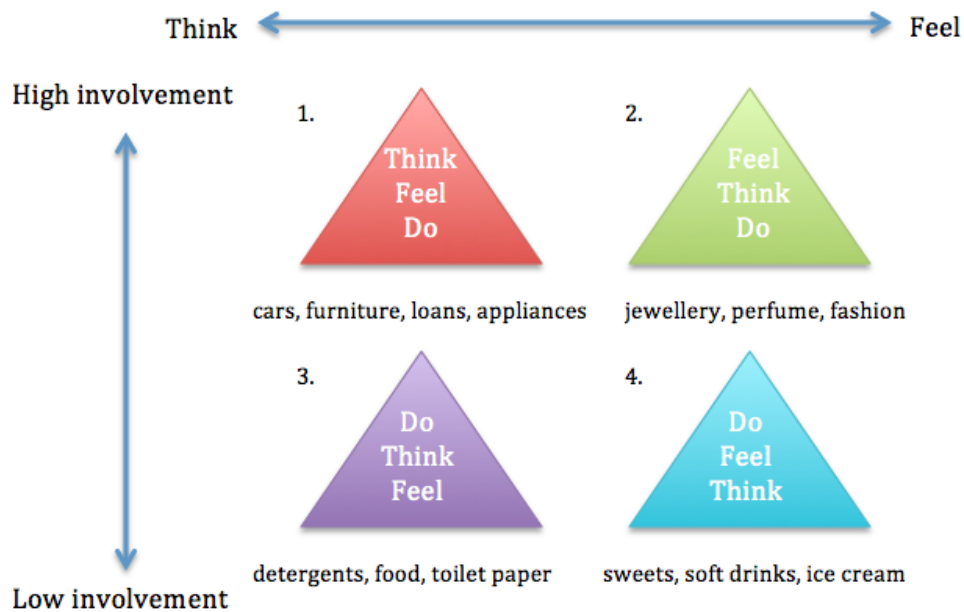 Think
Feel
High involvement
1.
Think
Feel
Do
cars, furniture, loans, appliances
2.
Feel
Think
Do
jewellery, perfume, fashion
3.
Do
Think
Feel
detergents, food, toilet paper
4.
Do
Feel
Think
sweets, soft drinks, ice cream
Low involvement